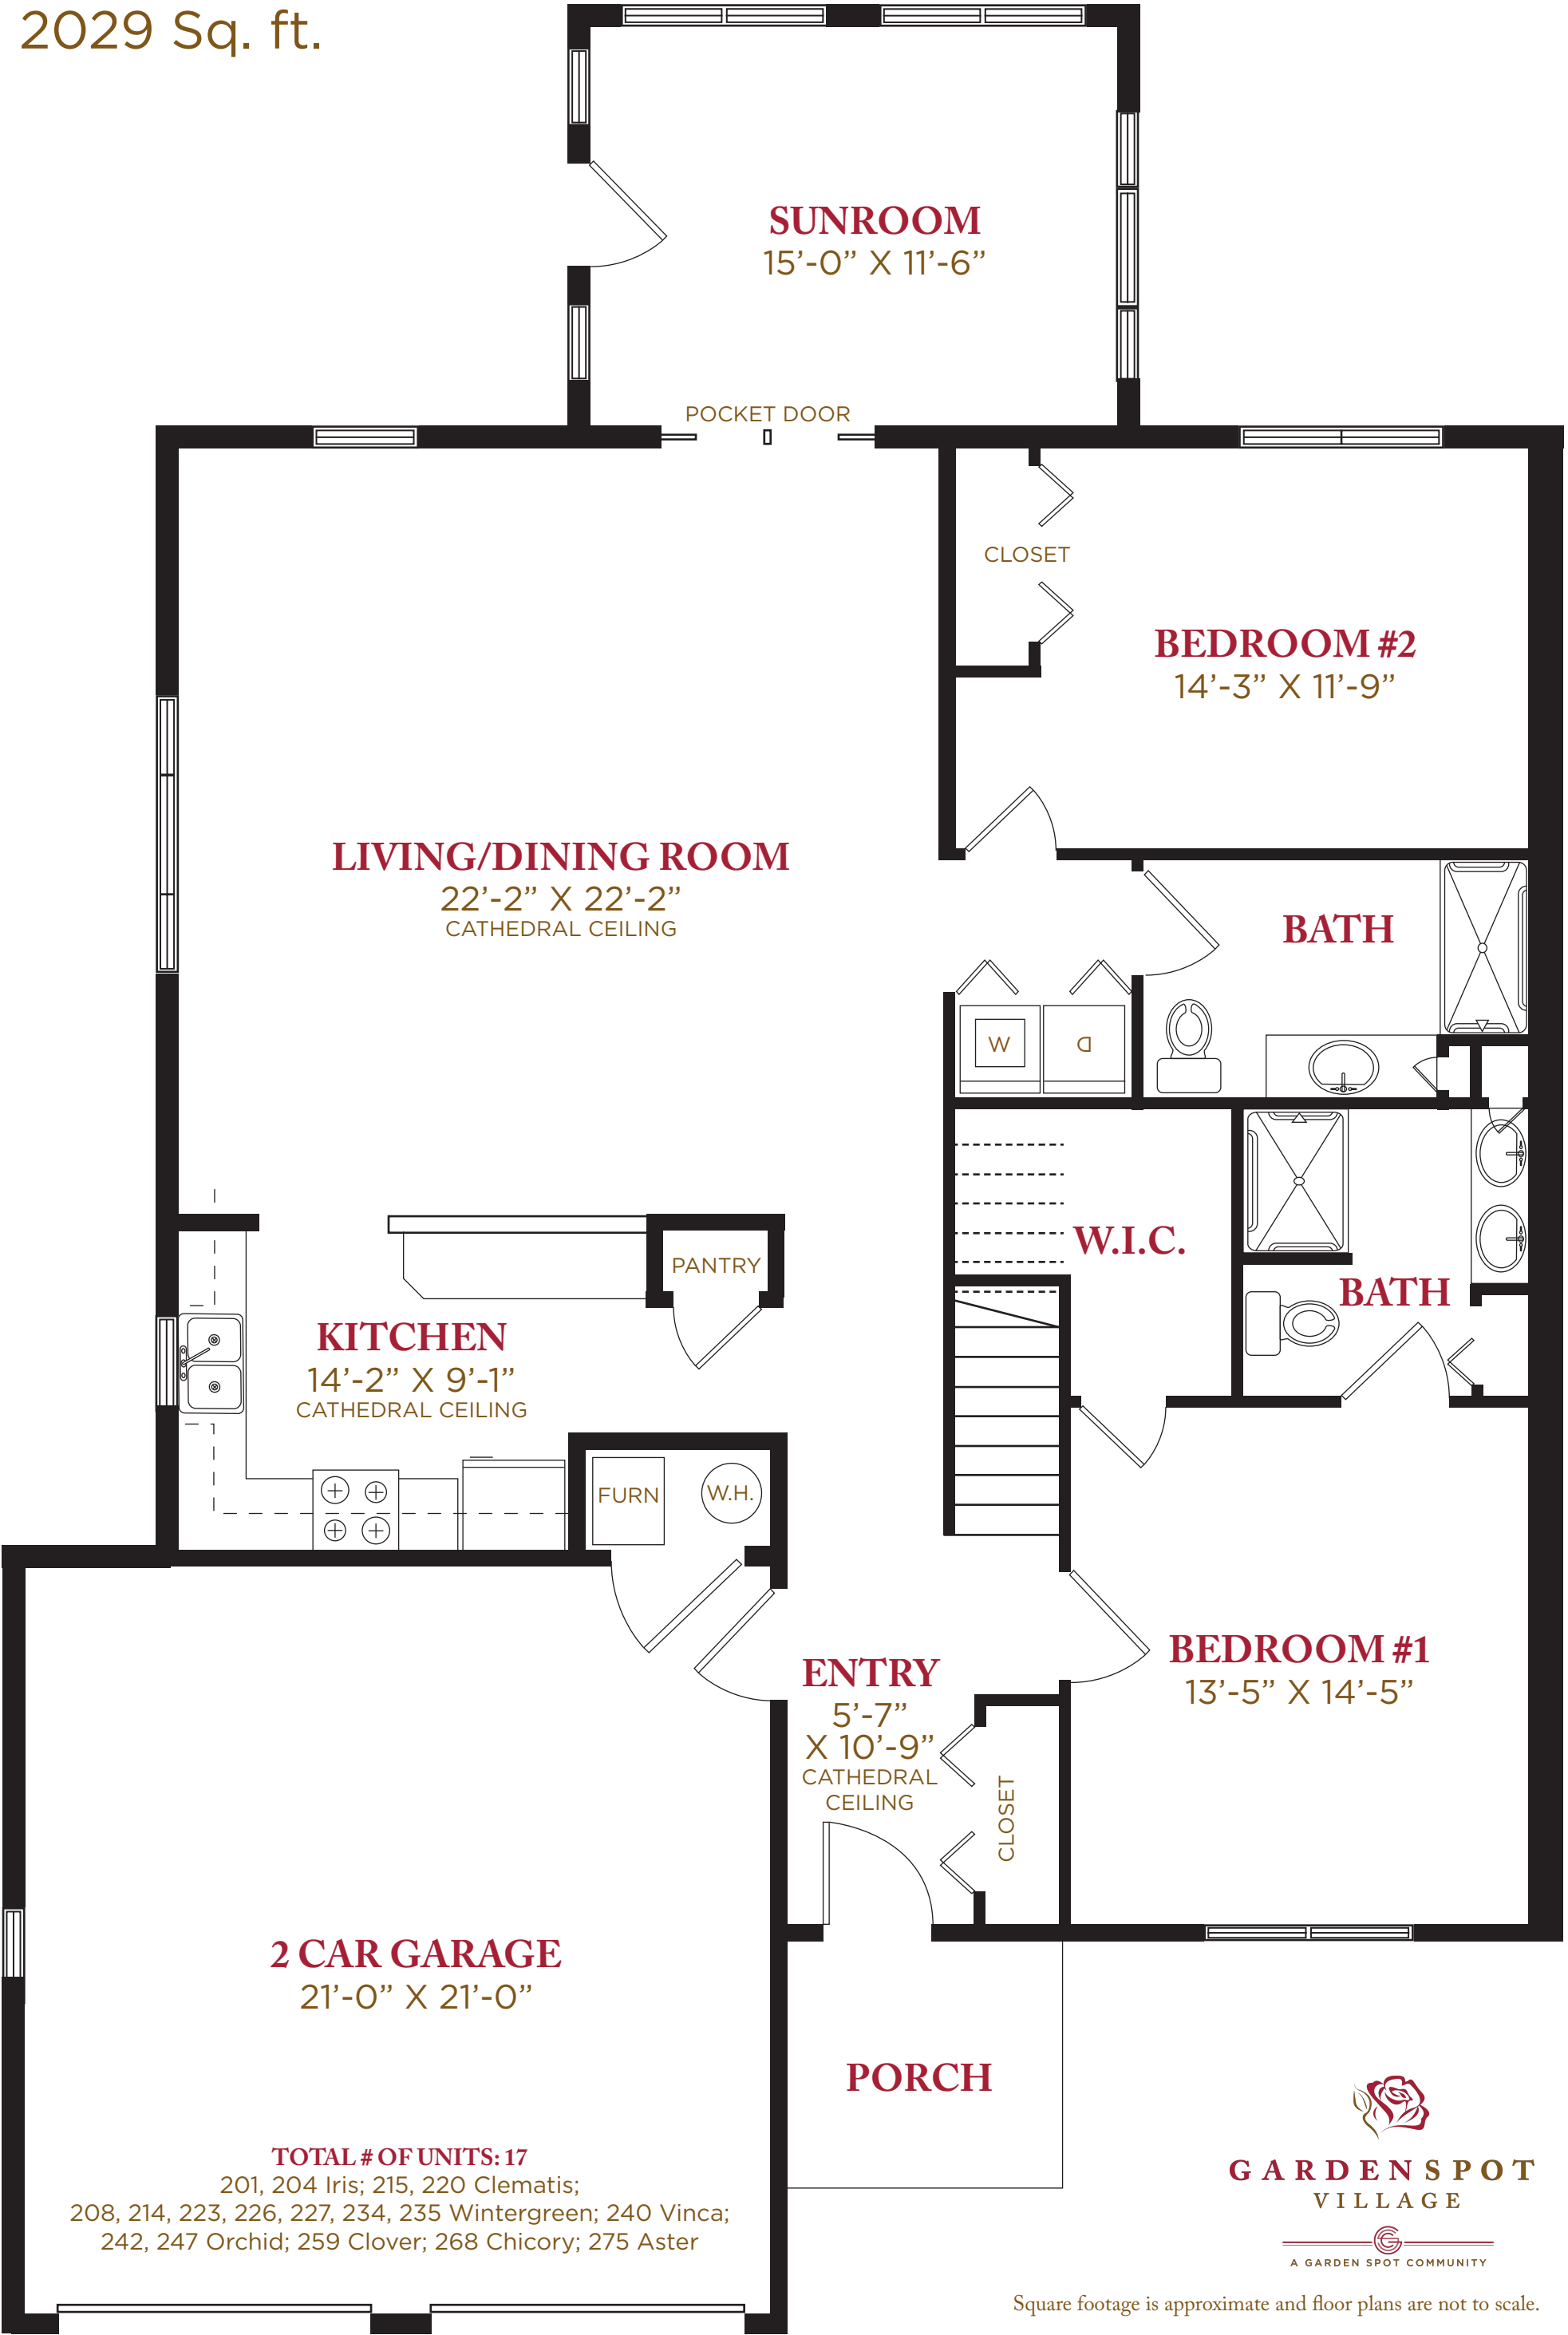 2029 Sq. ft.
SUNROOM
15’-0” X 11’-6”
POCKET DOOR
CLOSET
BEDROOM #2
14’-3” X 11’-9”
LIVING/DINING ROOM
22’-2” X 22’-2”
CATHEDRAL CEILING
BATH
W
D
W.I.C.
PANTRY
BATH
KITCHEN
14’-2” X 9’-1”
CATHEDRAL CEILING
FURN
W.H.
ENTRY
5’-7”
X 10’-9”
CATHEDRAL
CEILING
CLOSET
BEDROOM #1
13’-5” X 14’-5”
2 CAR GARAGE
21’-0” X 21’-0”
PORCH
TOTAL # OF UNITS: 17
201, 204 Iris; 215, 220 Clematis;
208, 214, 223, 226, 227, 234, 235 Wintergreen; 240 Vinca;
242, 247 Orchid; 259 Clover; 268 Chicory; 275 Aster
GARDEN SPOT
VILLAGE
A GARDEN SPOT COMMUNITY
Square footage is approximate and floor plans are not to scale.